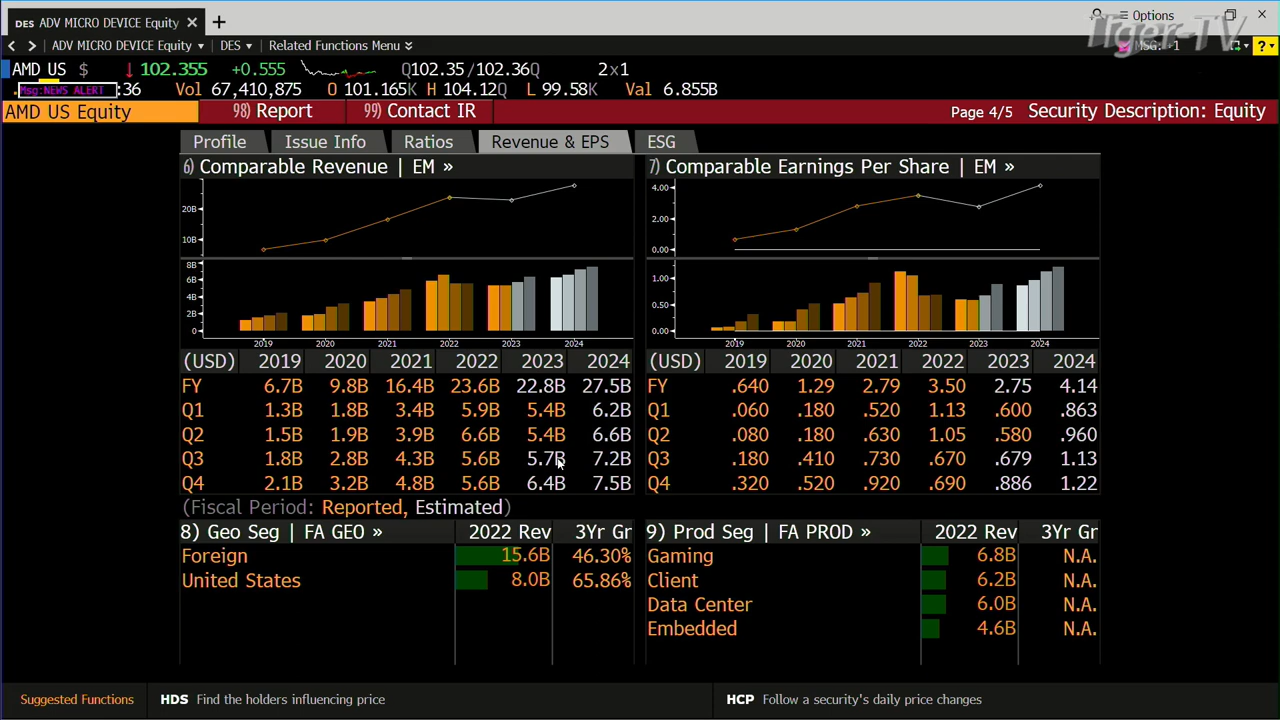 DES ADV MICRO DEVICE Equity × +
Options
< > ADV MICRO DEVICE Equity DES Related Functions Menu MSG: +1 ?
Tiger-TV
AMD US $ ↓102.355 +0.555 Q102.35/102.36Q 2x1
Msg:NEWS ALERT :36 Vol 67,410,875 O 101.165K H 104.12Q L 99.58K Val 6.855B
AMD US Equity 98) Report 99) Contact IR Page 4/5 Security Description: Equity
Profile Issue Info Ratios Revenue & EPS ESG
6) Comparable Revenue | EM » 7) Comparable Earnings Per Share | EM »
20B
10B
4.00
2.00
0.00
8B
6B
4B
2B
0
1.00
0.50
0.00
2019 2020 2021 2022 2023 2024 2019 2020 2021 2022 2023 2024
(USD) 2019 2020 2021 2022 2023 2024 (USD) 2019 2020 2021 2022 2023 2024
FY 6.7B 9.8B 16.4B 23.6B 22.8B 27.5B FY .640 1.29 2.79 3.50 2.75 4.14
Q1 1.3B 1.8B 3.4B 5.9B 5.4B 6.2B Q1 .060 .180 .520 1.13 .600 .863
Q2 1.5B 1.9B 3.9B 6.6B 5.4B 6.6B Q2 .080 .180 .630 1.05 .580 .960
Q3 1.8B 2.8B 4.3B 5.6B 5.7B 7.2B Q3 .180 .410 .730 .670 .679 1.13
Q4 2.1B 3.2B 4.8B 5.6B 6.4B 7.5B Q4 .320 .520 .920 .690 .886 1.22
(Fiscal Period: Reported, Estimated)
8) Geo Seg | FA GEO » 2022 Rev 3Yr Gr 9) Prod Seg | FA PROD » 2022 Rev 3Yr Gr
Foreign 15.6B 46.30% Gaming 6.8B N.A.
United States 8.0B 65.86% Client 6.2B N.A.
Data Center 6.0B N.A.
Embedded 4.6B N.A.
Suggested Functions HDS Find the holders influencing price HCP Follow a security's daily price changes